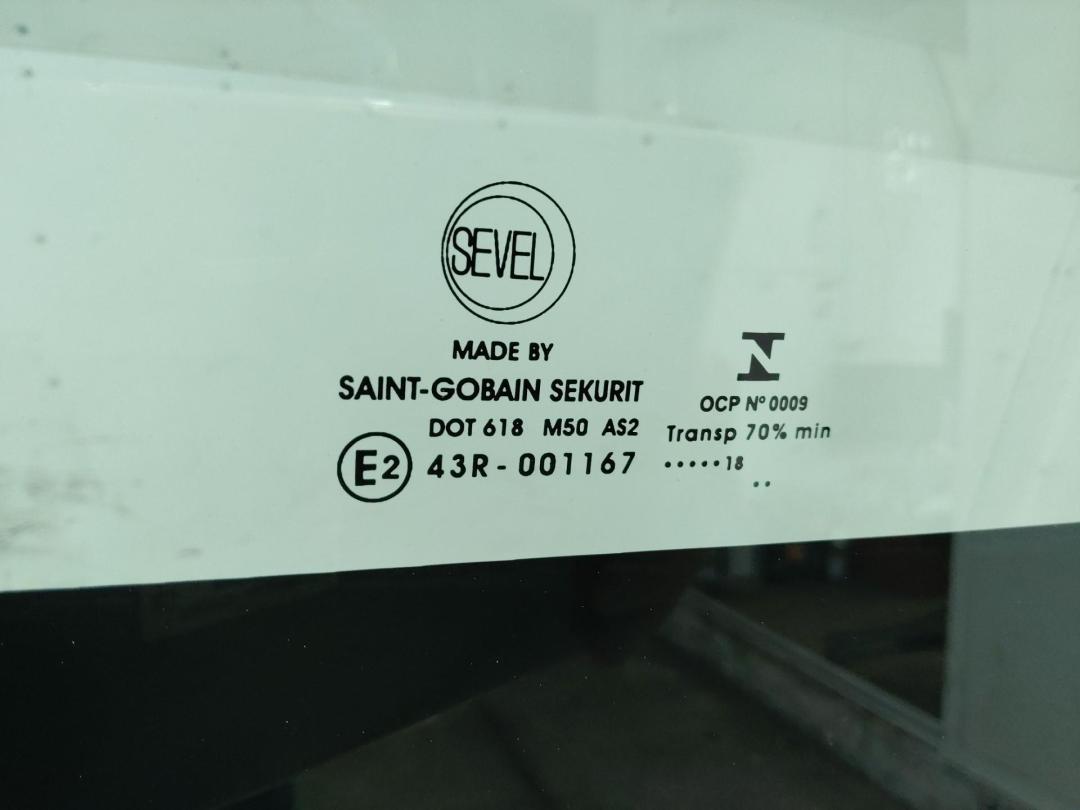 SEVEL
MADE BY
SAINT-GOBAIN SEKURIT
DOT 618 M50 AS2
E2 43R-001167
N
OCP Nº 0009
Transp 70% min
•••••18
••